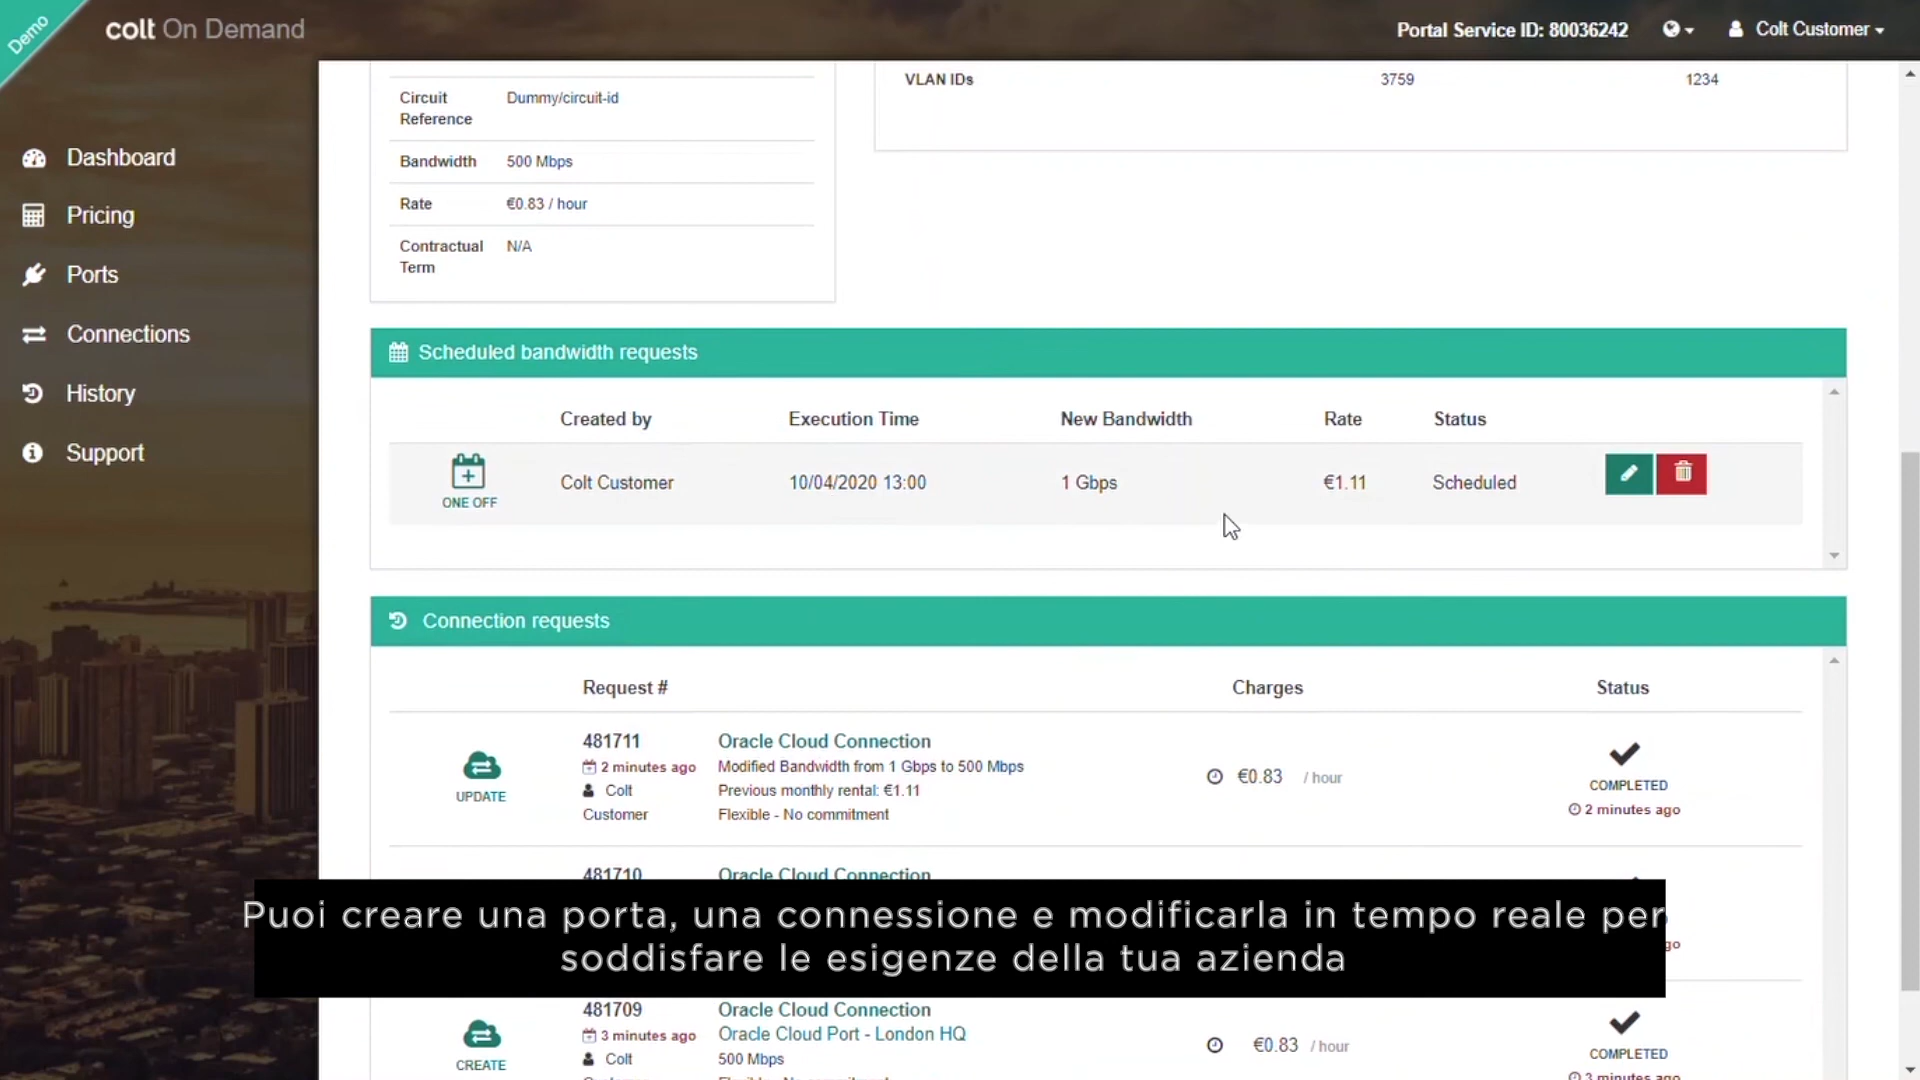 Demo
colt On Demand
Portal Service ID: 80036242
Colt Customer
Dashboard
Pricing
Ports
Connections
History
Support
VLAN IDs 3759 1234
Circuit Reference Dummy/circuit-id
Bandwidth 500 Mbps
Rate €0.83 / hour
Contractual Term N/A
Scheduled bandwidth requests
Created by Execution Time New Bandwidth Rate Status
ONE OFF Colt Customer 10/04/2020 13:00 1 Gbps €1.11 Scheduled
Connection requests
Request # Charges Status
481711 Oracle Cloud Connection
2 minutes ago Modified Bandwidth from 1 Gbps to 500 Mbps
Colt Previous monthly rental: €1.11
Customer Flexible - No commitment
UPDATE
€0.83 / hour
COMPLETED
2 minutes ago
481710 Oracle Cloud Connection
Puoi creare una porta, una connessione e modificarla in tempo reale per
soddisfare le esigenze della tua azienda
481709 Oracle Cloud Connection
3 minutes ago Oracle Cloud Port - London HQ
Colt 500 Mbps
CREATE
€0.83 / hour
COMPLETED
3 minutes ago